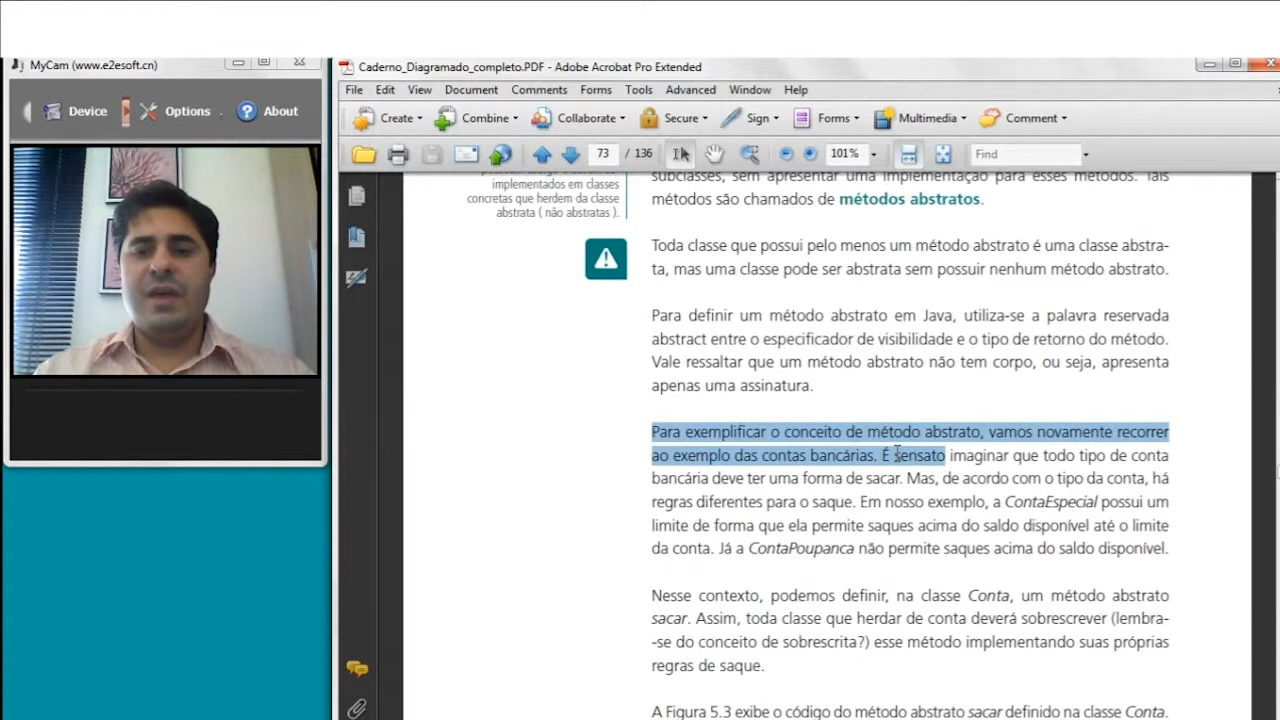 MyCam (www.e2esoft.cn)
Device
Options
About
Caderno_Diagramado_completo.PDF - Adobe Acrobat Pro Extended
File Edit View Document Comments Forms Tools Advanced Window Help
Create Combine Collaborate Secure Sign Forms Multimedia Comment
73 / 136 101% Find
implementados em classes
concretas que herdem da classe
abstrata ( não abstratas ).
subclasses, sem apresentar uma implementação para esses métodos. Tais
métodos são chamados de métodos abstratos.
Toda classe que possui pelo menos um método abstrato é uma classe abstra-
ta, mas uma classe pode ser abstrata sem possuir nenhum método abstrato.
Para definir um método abstrato em Java, utiliza-se a palavra reservada
abstract entre o especificador de visibilidade e o tipo de retorno do método.
Vale ressaltar que um método abstrato não tem corpo, ou seja, apresenta
apenas uma assinatura.
Para exemplificar o conceito de método abstrato, vamos novamente recorrer
ao exemplo das contas bancárias. É sensato imaginar que todo tipo de conta
bancária deve ter uma forma de sacar. Mas, de acordo com o tipo da conta, há
regras diferentes para o saque. Em nosso exemplo, a ContaEspecial possui um
limite de forma que ela permite saques acima do saldo disponível até o limite
da conta. Já a ContaPoupanca não permite saques acima do saldo disponível.
Nesse contexto, podemos definir, na classe Conta, um método abstrato
sacar. Assim, toda classe que herdar de conta deverá sobrescrever (lembra-
-se do conceito de sobrescrita?) esse método implementando suas próprias
regras de saque.
A Figura 5.3 exibe o código do método abstrato sacar definido na classe Conta.